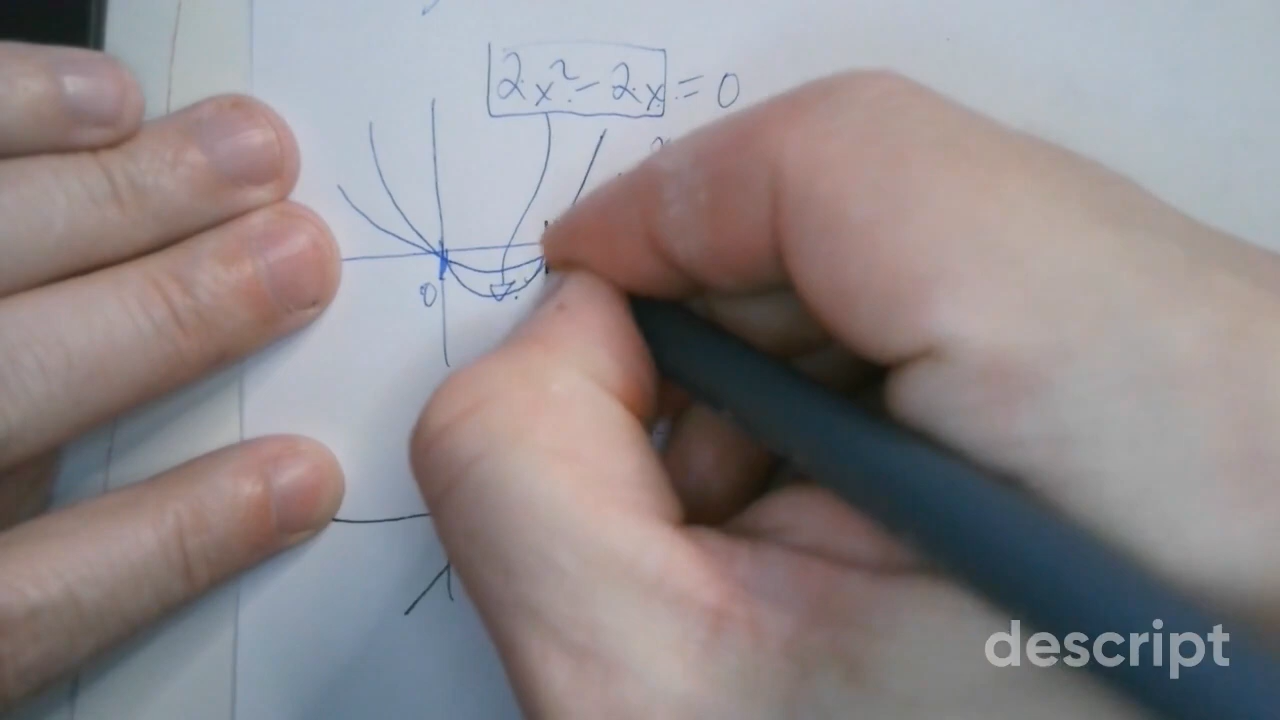 2x² - 2x = 0
0
descript